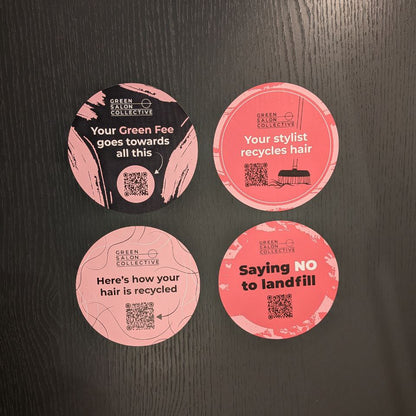 GREEN
SALON
COLLECTIVE
Your Green Fee
goes towards
all this
GREEN
SALON
COLLECTIVE
Your stylist
recycles hair
GREEN
SALON
COLLECTIVE
Here's how your
hair is recycled
GREEN
SALON
COLLECTIVE
Saying NO
to landfill